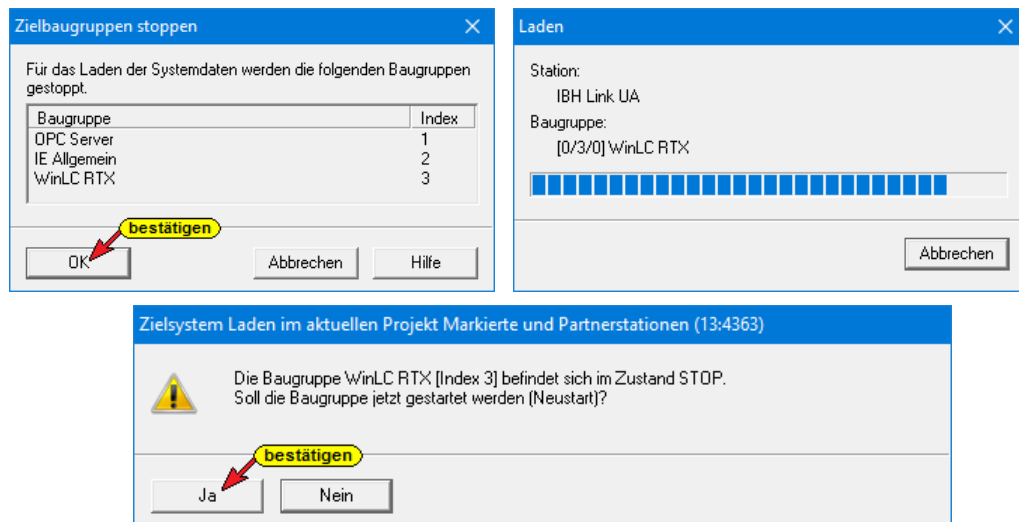 Zielbaugruppen stoppen
Für das Laden der Systemdaten werden die folgenden Baugruppen
gestoppt.
Baugruppe Index
OPC Server 1
IE Allgemein 2
WinLC RTX 3
bestätigen
OK Abbrechen Hilfe
Laden
Station:
IBH Link UA
Baugruppe:
[0/3/0] WinLC RTX
Abbrechen
Zielsystem Laden im aktuellen Projekt Markierte und Partnerstationen (13:4363)
Die Baugruppe WinLC RTX [Index 3] befindet sich im Zustand STOP.
Soll die Baugruppe jetzt gestartet werden (Neustart)?
bestätigen
Ja Nein